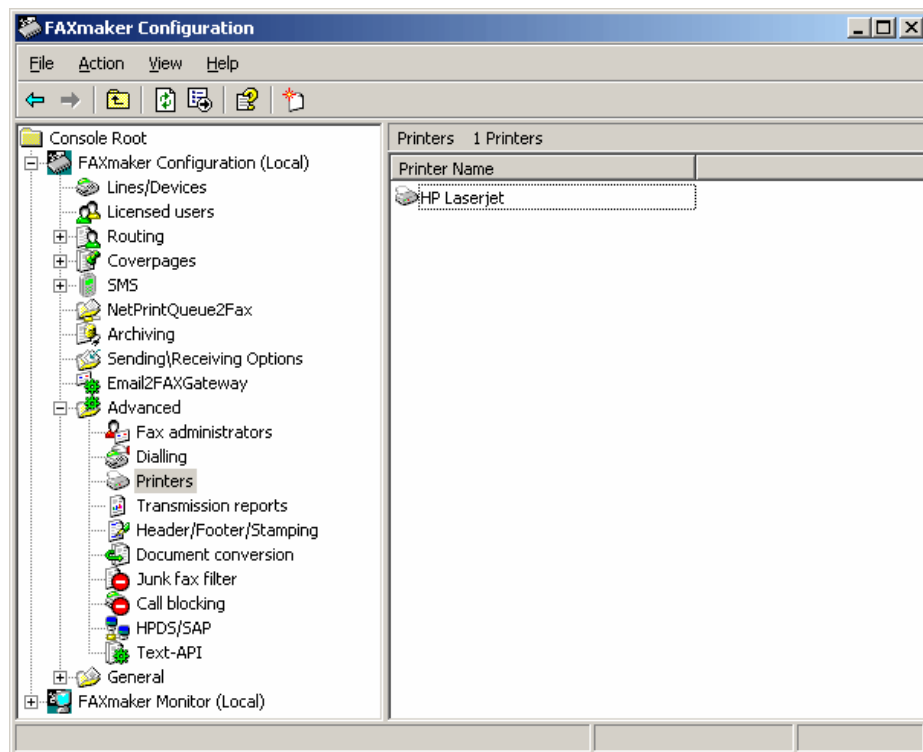 FAXmaker Configuration
File Action View Help
Console Root
FAXmaker Configuration (Local)
Lines/Devices
Licensed users
Routing
Coverpages
SMS
NetPrintQueue2Fax
Archiving
Sending\Receiving Options
Email2FAXGateway
Advanced
Fax administrators
Dialling
Printers
Transmission reports
Header/Footer/Stamping
Document conversion
Junk fax filter
Call blocking
HPDS/SAP
Text-API
General
FAXmaker Monitor (Local)
Printers 1 Printers
Printer Name
HP Laserjet